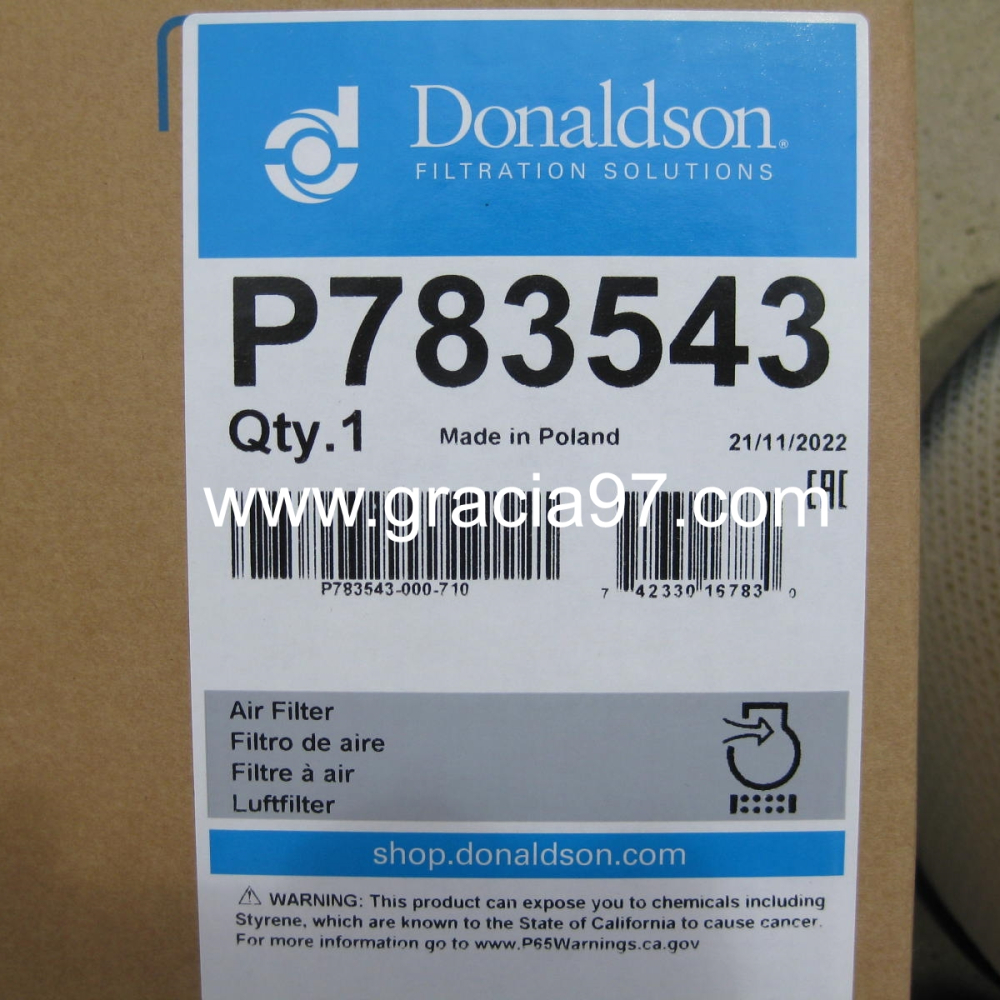 Donaldson®
FILTRATION SOLUTIONS
P783543
Qty.1 Made in Poland 21/11/2022
EAC
www.gracia97.com
P783543-000-710 7 42330 16783 0
Air Filter
Filtro de aire
Filtre à air
Luftfilter
shop.donaldson.com
⚠ WARNING: This product can expose you to chemicals including
Styrene, which are known to the State of California to cause cancer.
For more information go to www.P65Warnings.ca.gov